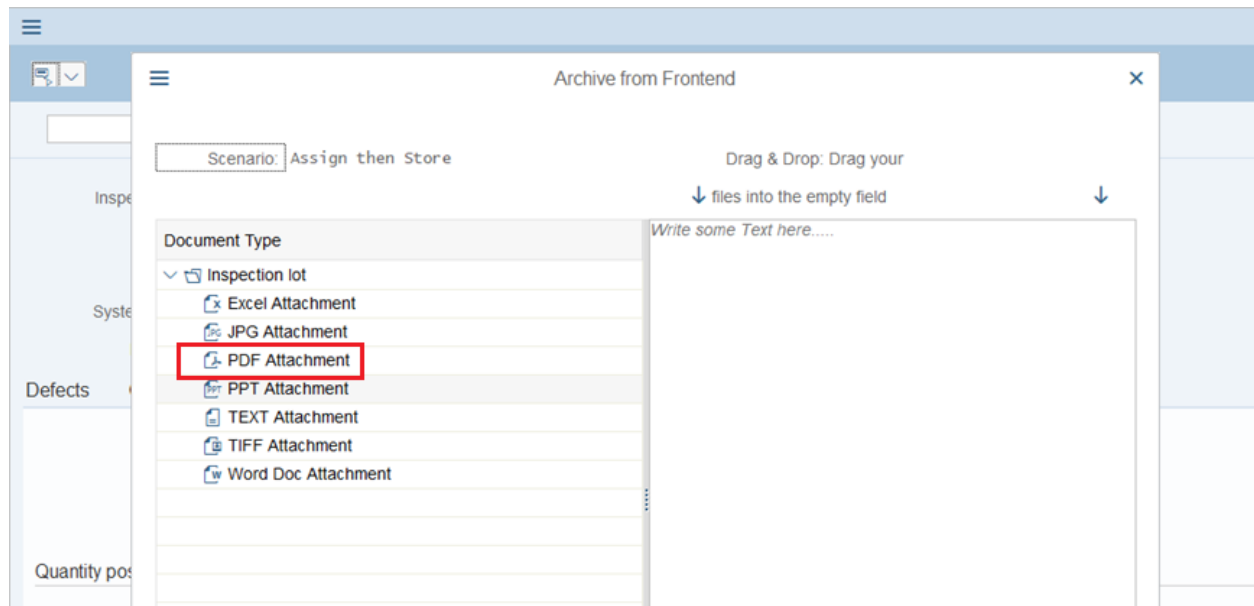 Archive from Frontend
Scenario: Assign then Store
Drag & Drop: Drag your
files into the empty field
Inspe
Document Type
Write some Text here.....
Inspection lot
Excel Attachment
Syste
JPG Attachment
PDF Attachment
Defects
PPT Attachment
TEXT Attachment
TIFF Attachment
Word Doc Attachment
Quantity pos